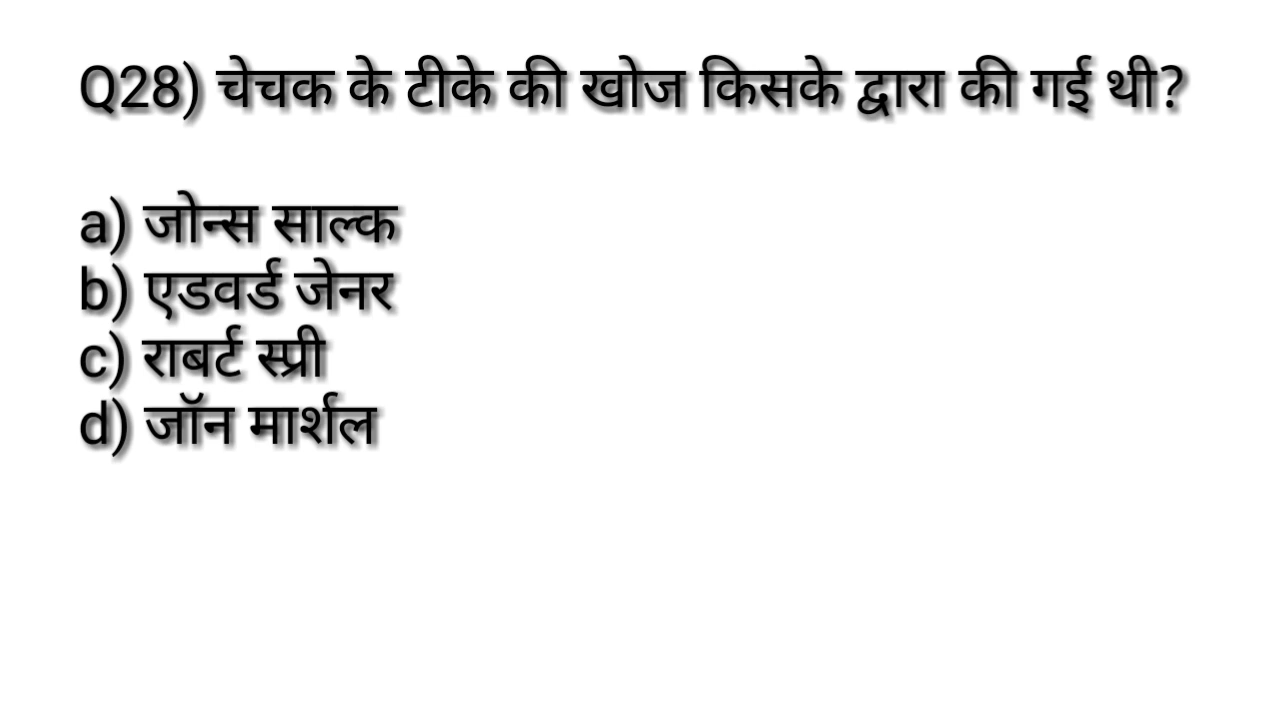 Q28) चेचक के टीके की खोज किसके द्वारा की गई थी?
a) जोन्स साल्क
b) एडवर्ड जेनर
c) राबर्ट स्प्री
d) जॉन मार्शल